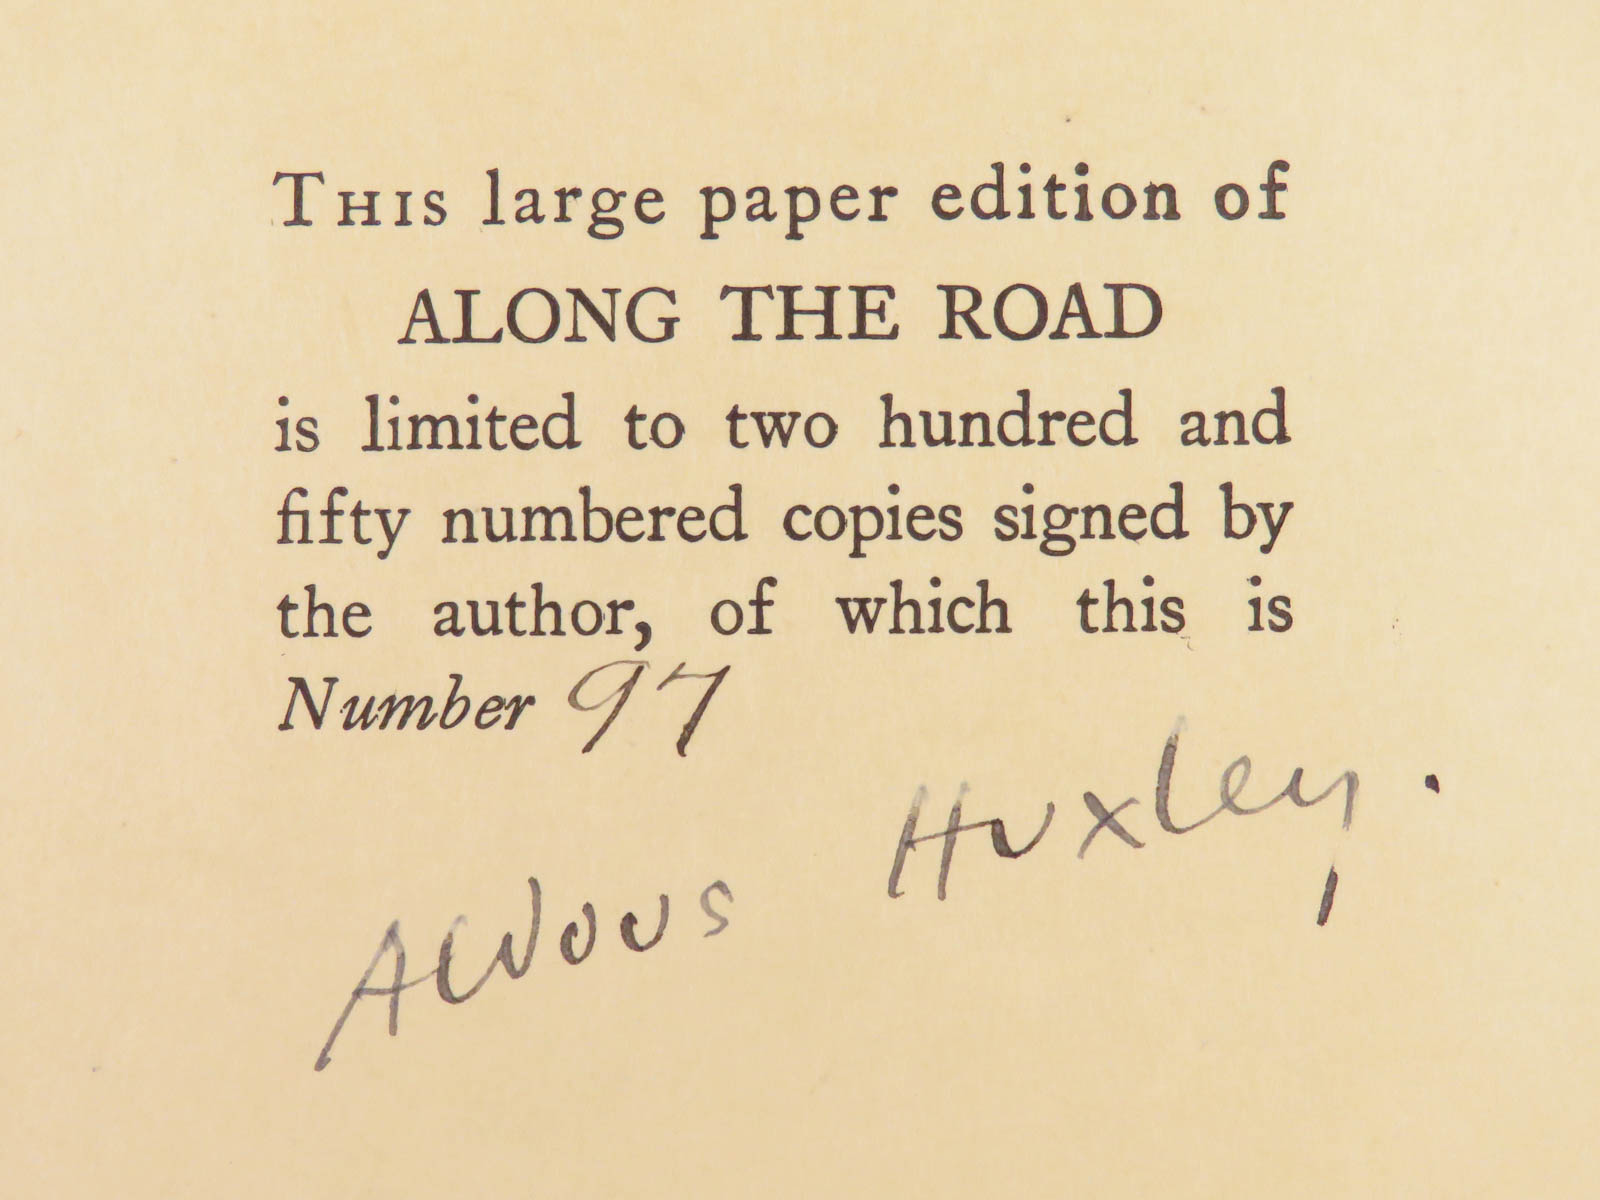 THIS large paper edition of
ALONG THE ROAD
is limited to two hundred and
fifty numbered copies signed by
the author, of which this is
Number 97
Aldous Huxley.